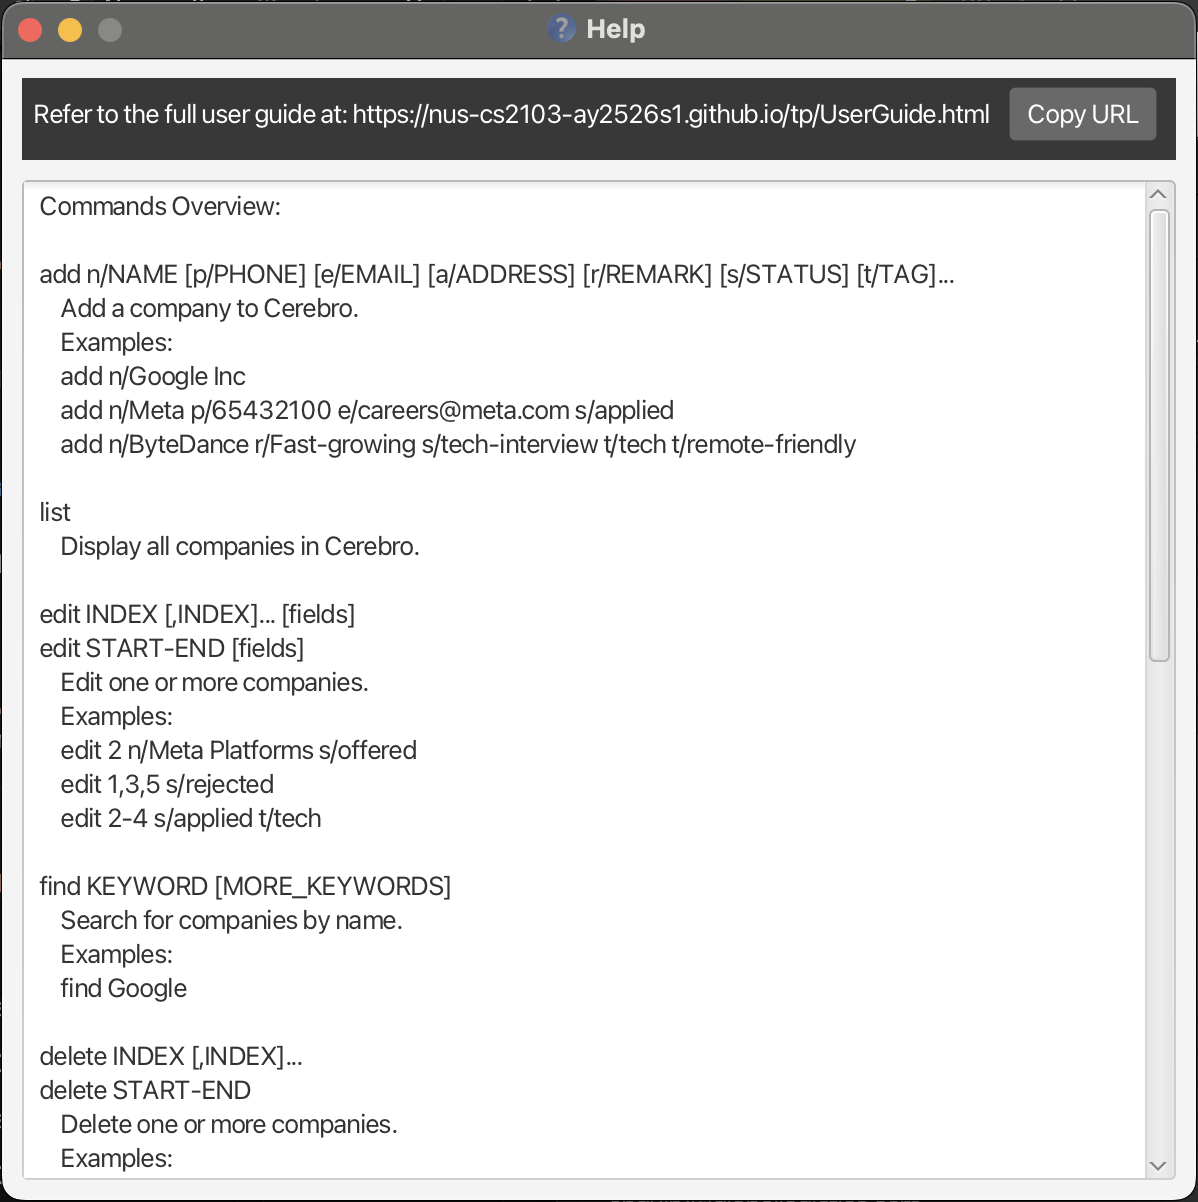 Help
Refer to the full user guide at: https://nus-cs2103-ay2526s1.github.io/tp/UserGuide.html Copy URL
Commands Overview:
add n/NAME [p/PHONE] [e/EMAIL] [a/ADDRESS] [r/REMARK] [s/STATUS] [t/TAG]...
Add a company to Cerebro.
Examples:
add n/Google Inc
add n/Meta p/65432100 e/careers@meta.com s/applied
add n/ByteDance r/Fast-growing s/tech-interview t/tech t/remote-friendly
list
Display all companies in Cerebro.
edit INDEX [,INDEX]... [fields]
edit START-END [fields]
Edit one or more companies.
Examples:
edit 2 n/Meta Platforms s/offered
edit 1,3,5 s/rejected
edit 2-4 s/applied t/tech
find KEYWORD [MORE_KEYWORDS]
Search for companies by name.
Examples:
find Google
delete INDEX [,INDEX]...
delete START-END
Delete one or more companies.
Examples: